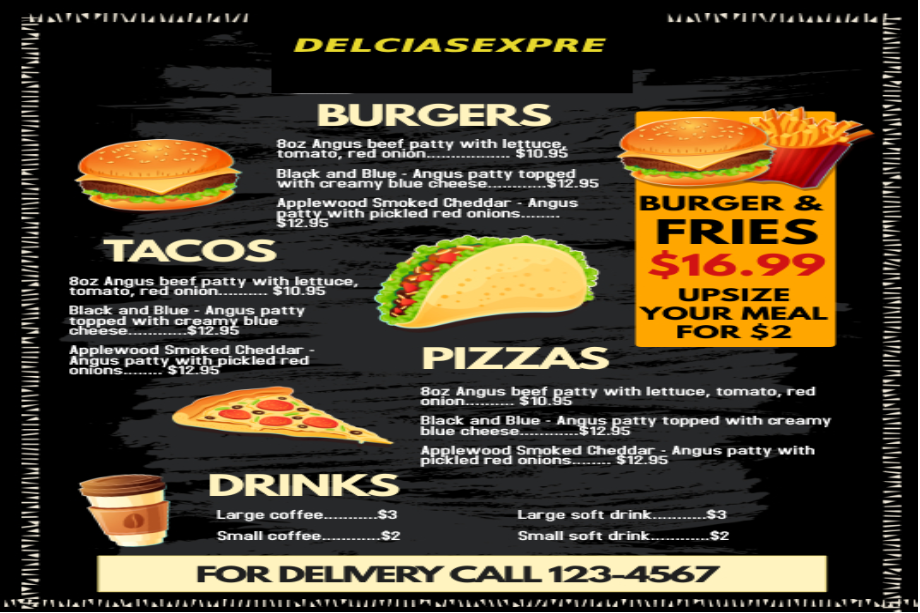 DELCIASEXPRE
BURGERS
8oz Angus beef patty with lettuce,
tomato, red onion................. $10.95
Black and Blue - Angus patty topped
with creamy blue cheese............$12.95
Applewood Smoked Cheddar - Angus
patty with pickled red onions........
$12.95
BURGER &
FRIES
$16.99
UPSIZE
YOUR MEAL
FOR $2
TACOS
8oz Angus beef patty with lettuce,
tomato, red onion.......... $10.95
Black and Blue - Angus patty
topped with creamy blue
cheese............$12.95
Applewood Smoked Cheddar -
Angus patty with pickled red
onions........ $12.95
PIZZAS
8oz Angus beef patty with lettuce, tomato, red
onion.......... $10.95
Black and Blue - Angus patty topped with creamy
blue cheese............$12.95
Applewood Smoked Cheddar - Angus patty with
pickled red onions........ $12.95
DRINKS
Large coffee...........$3
Small coffee............$2
Large soft drink...........$3
Small soft drink............$2
FOR DELIVERY CALL 123-4567